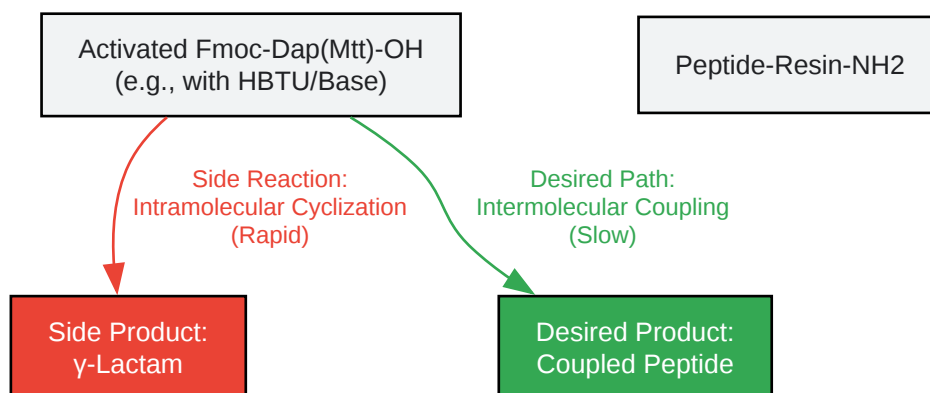 Activated Fmoc-Dap(Mtt)-OH
(e.g., with HBTU/Base)
Peptide-Resin-NH2
Side Reaction:
Intramolecular Cyclization
(Rapid)
Desired Path:
Intermolecular Coupling
(Slow)
Side Product:
γ-Lactam
Desired Product:
Coupled Peptide